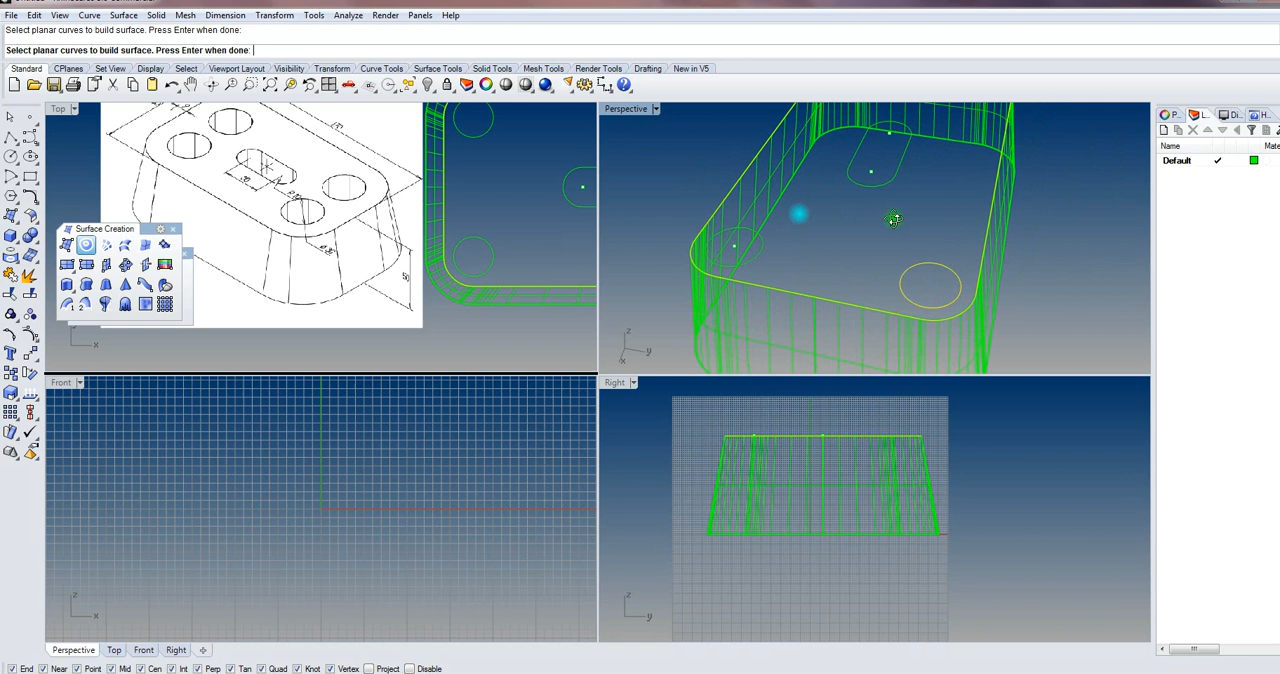 File Edit View Curve Surface Solid Mesh Dimension Transform Tools Analyze Render Panels Help
Select planar curves to build surface. Press Enter when done:
Select planar curves to build surface. Press Enter when done:
Standard CPlanes Set View Display Select Viewport Layout Visibility Transform Curve Tools Surface Tools Solid Tools Mesh Tools Render Tools Drafting New in V5
Top
Perspective
P... L... Di... H...
Name Mate
Default
Surface Creation
50
z
x
z
y
x
Front
Right
z
x
z
y
Perspective Top Front Right
End Near Point Mid Cen Int Perp Tan Quad Knot Vertex Project Disable